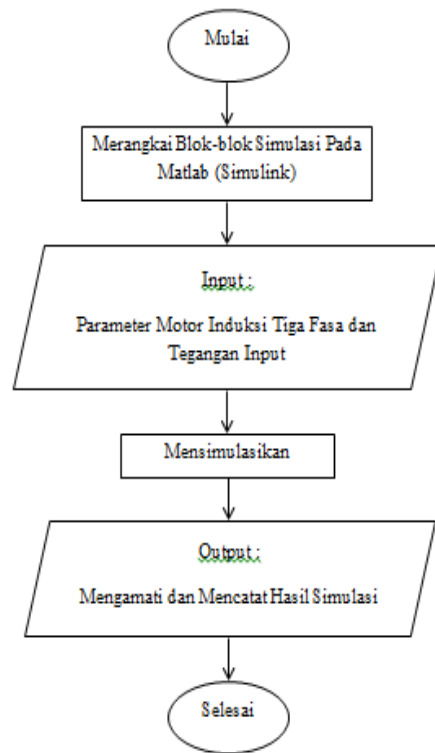 Mulai
Merangkai Blok-blok Simulasi Pada
Matlab (Simulink)
Input :
Parameter Motor Induksi Tiga Fasa dan
Tegangan Input
Mensimulasikan
Output :
Mengamati dan Mencatat Hasil Simulasi
Selesai